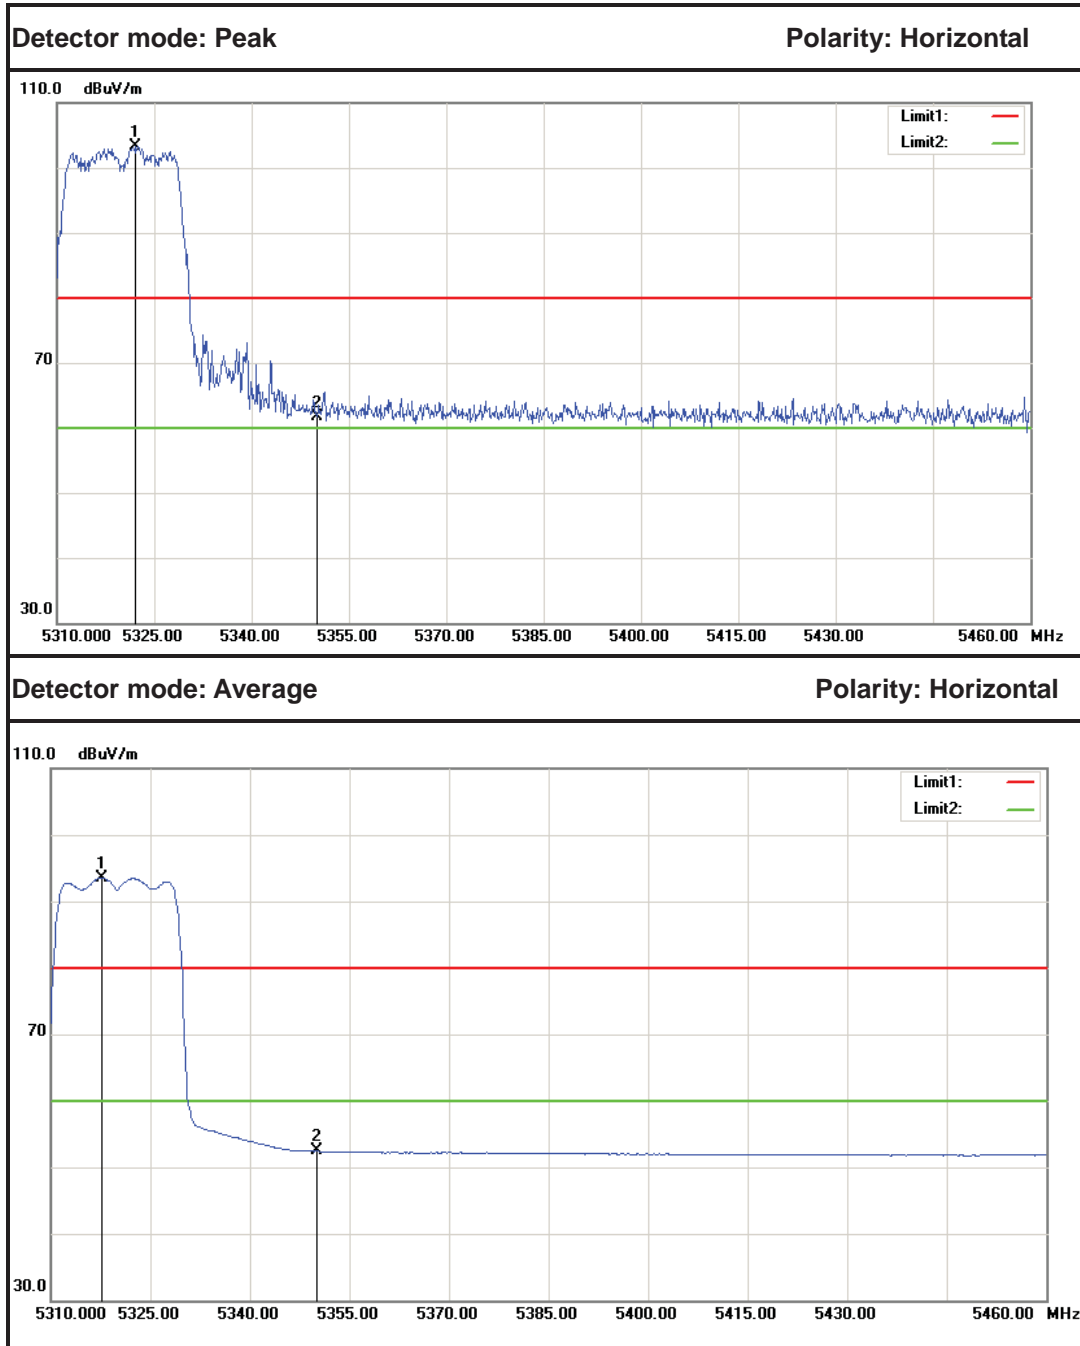 Detector mode: Peak Polarity: Horizontal
110.0 dBuV/m
Limit1:
Limit2:
1
70
2
30.0
5310.000 5325.00 5340.00 5355.00 5370.00 5385.00 5400.00 5415.00 5430.00 5460.00 MHz
Detector mode: Average Polarity: Horizontal
110.0 dBuV/m
Limit1:
Limit2:
1
70
2
30.0
5310.000 5325.00 5340.00 5355.00 5370.00 5385.00 5400.00 5415.00 5430.00 5460.00 MHz